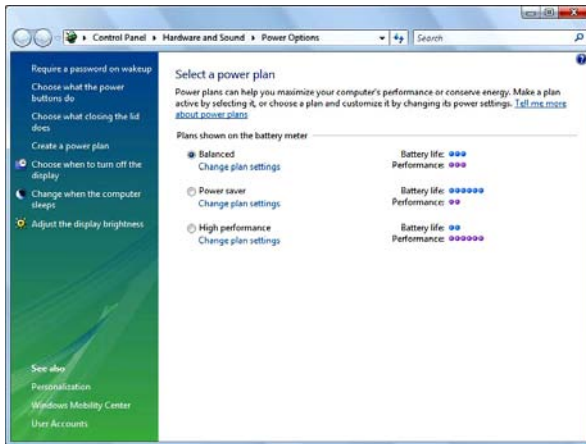 Control Panel ▸ Hardware and Sound ▸ Power Options
Search
Require a password on wakeup
Choose what the power
buttons do
Choose what closing the lid
does
Create a power plan
Choose when to turn off the
display
Change when the computer
sleeps
Adjust the display brightness
See also
Personalization
Windows Mobility Center
User Accounts
Select a power plan
Power plans can help you maximize your computer's performance or conserve energy. Make a plan
active by selecting it, or choose a plan and customize it by changing its power settings. Tell me more
about power plans
Plans shown on the battery meter
Balanced Battery life:
Change plan settings Performance:
Power saver Battery life:
Change plan settings Performance:
High performance Battery life:
Change plan settings Performance: